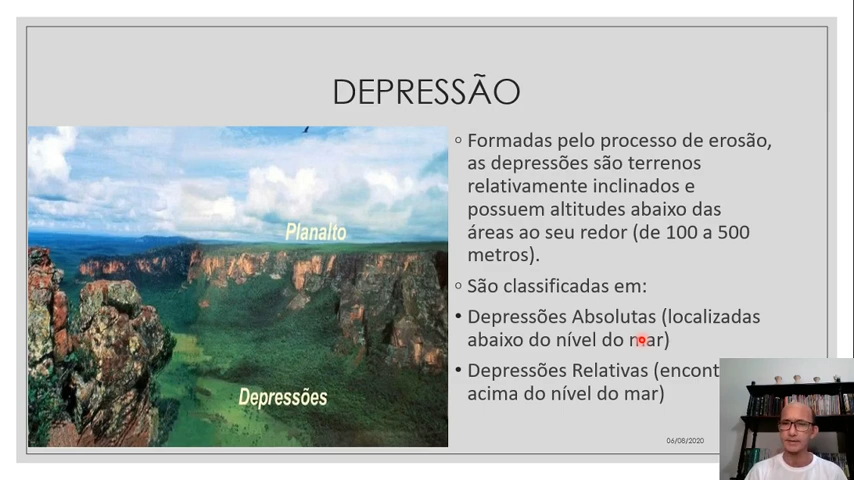 DEPRESSÃO
Planalto
Depressões
◦ Formadas pelo processo de erosão,
as depressões são terrenos
relativamente inclinados e
possuem altitudes abaixo das
áreas ao seu redor (de 100 a 500
metros).
◦ São classificadas em:
• Depressões Absolutas (localizadas
abaixo do nível do mar)
• Depressões Relativas
acima do nível do mar)
06/08/2020